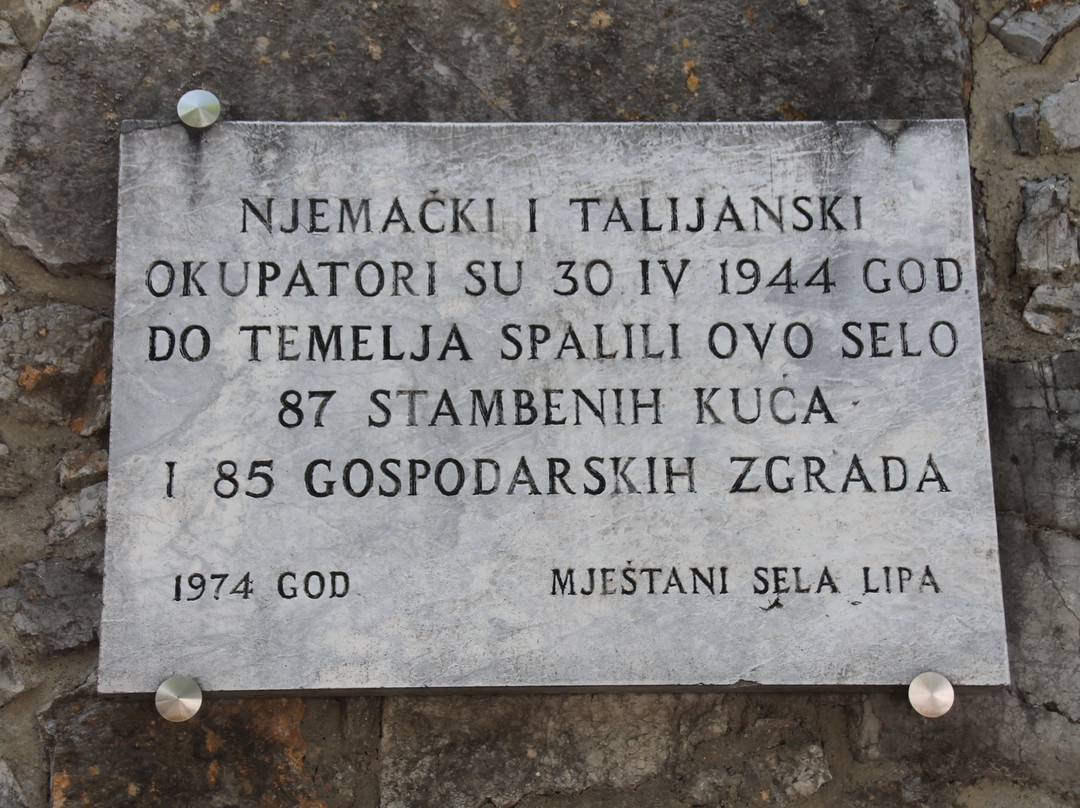 NJEMAČKI I TALIJANSKI
OKUPATORI SU 30 IV 1944 GOD.
DO TEMELJA SPALILI OVO SELO
87 STAMBENIH KUĆA
I 85 GOSPODARSKIH ZGRADA
1974 GOD MJEŠTANI SELA LIPA